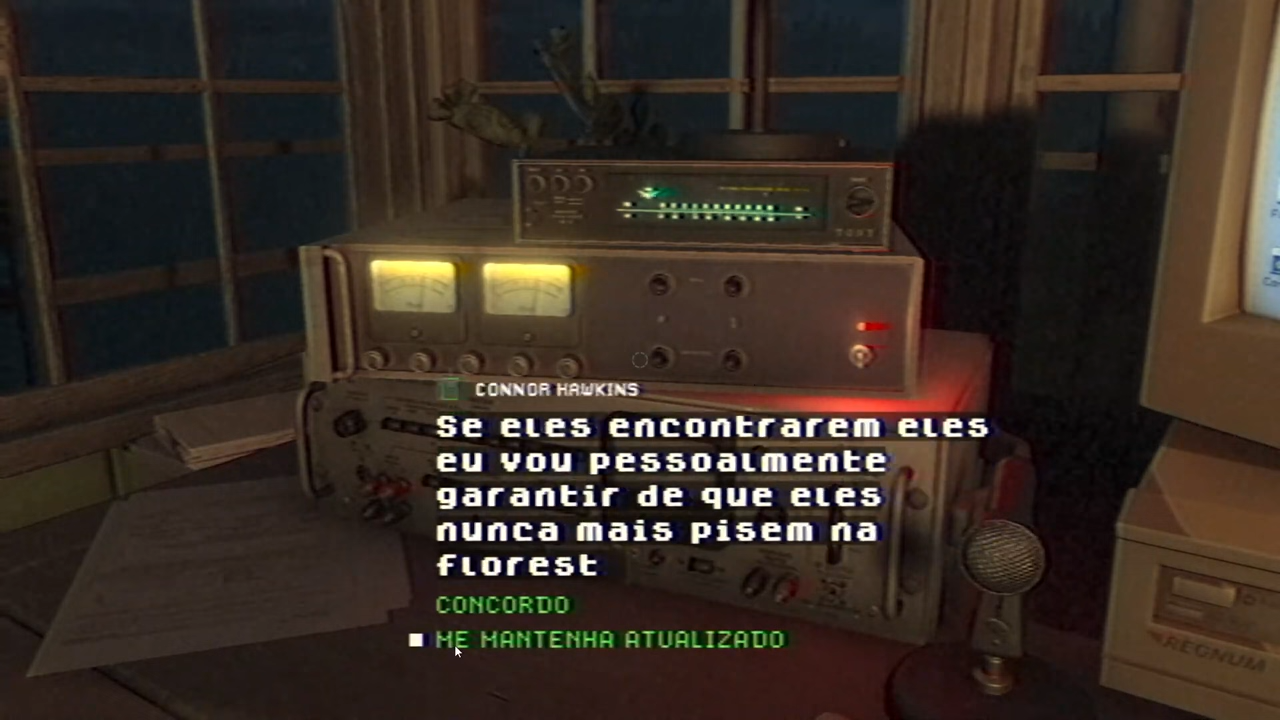 TONY
CONNOR HAWKINS
Se eles encontrarem eles
eu vou pessoalmente
garantir de que eles
nunca mais pisem na
florest
CONCORDO
ME MANTENHA ATUALIZADO
REGNUM